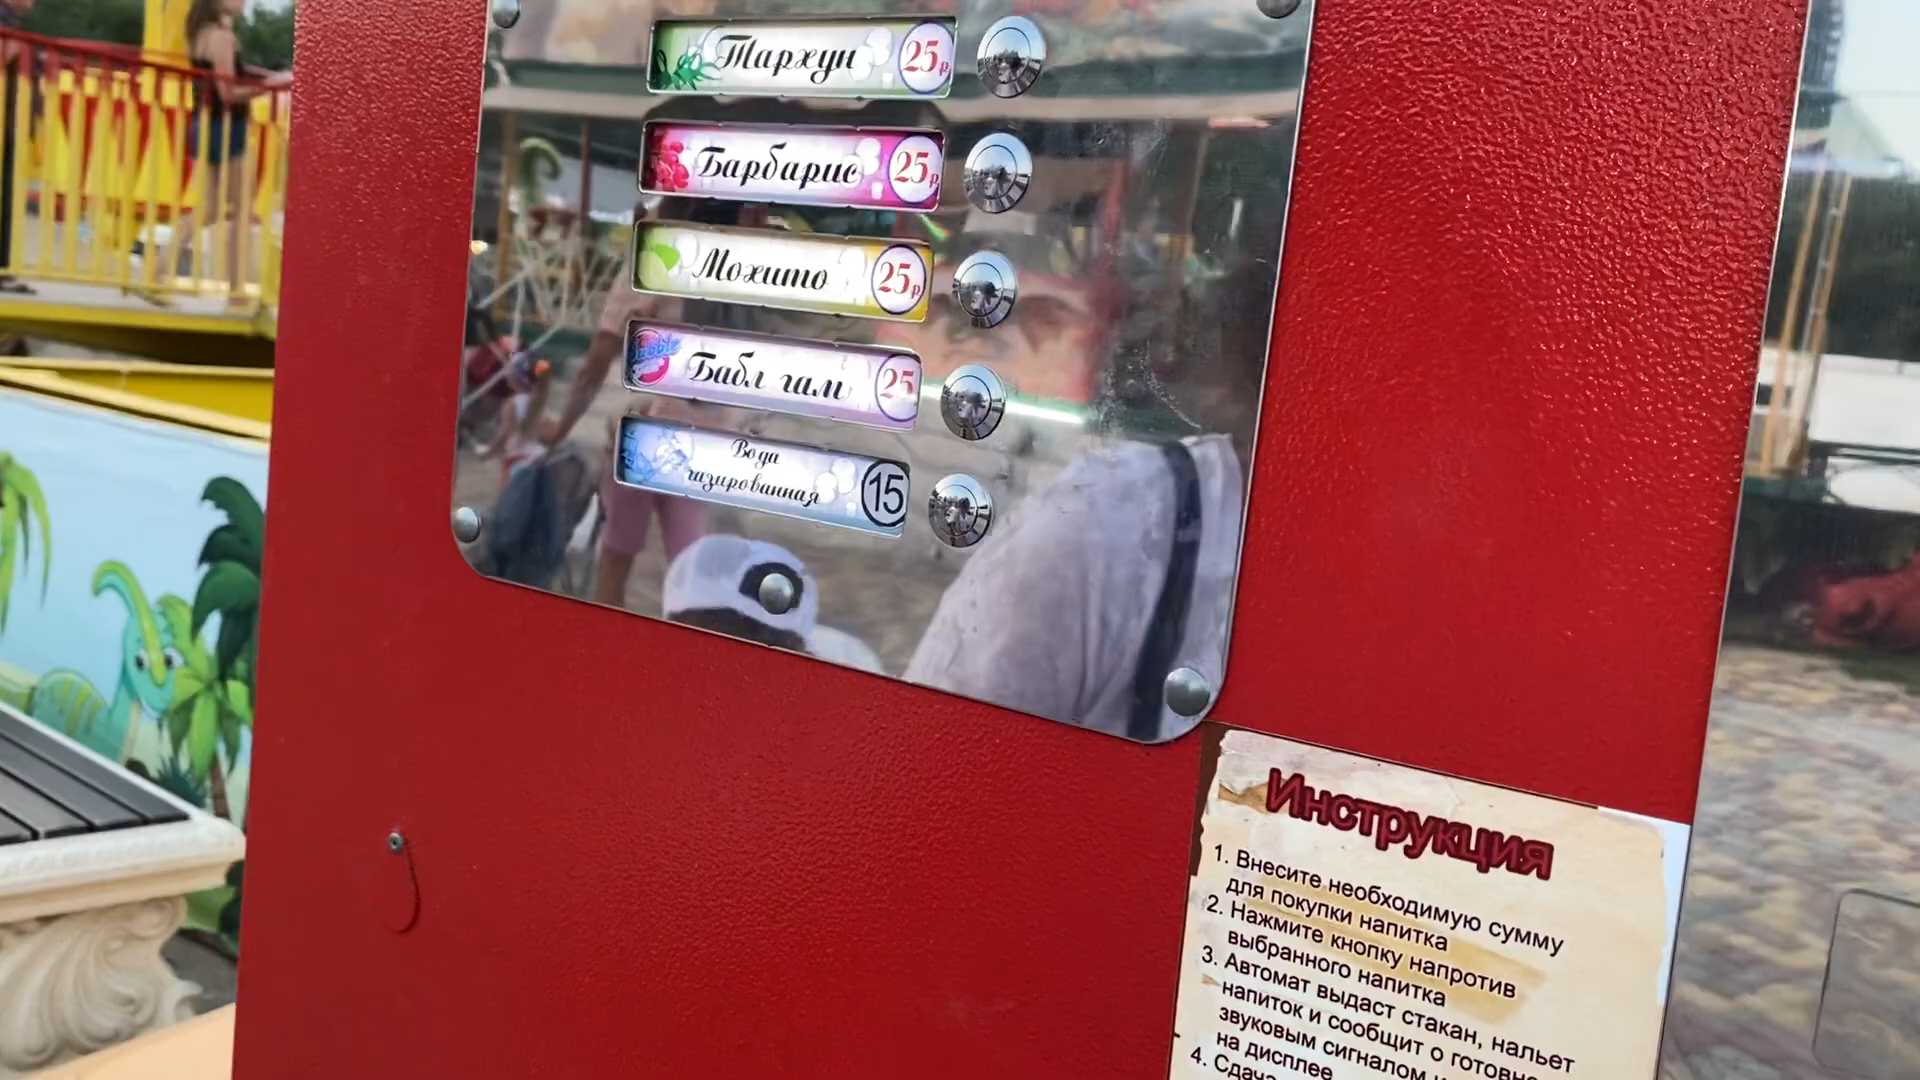 Тархун 25р
Барбарис 25р
Мохито 25р
Bubble
Бабл гам 25
Вода
газированная 15
Инструкция
1. Внесите необходимую сумму
для покупки напитка
2. Нажмите кнопку напротив
выбранного напитка
3. Автомат выдаст стакан, нальет
напиток и сообщит о
звуковым сигналом
на дисплее
4. Сдача